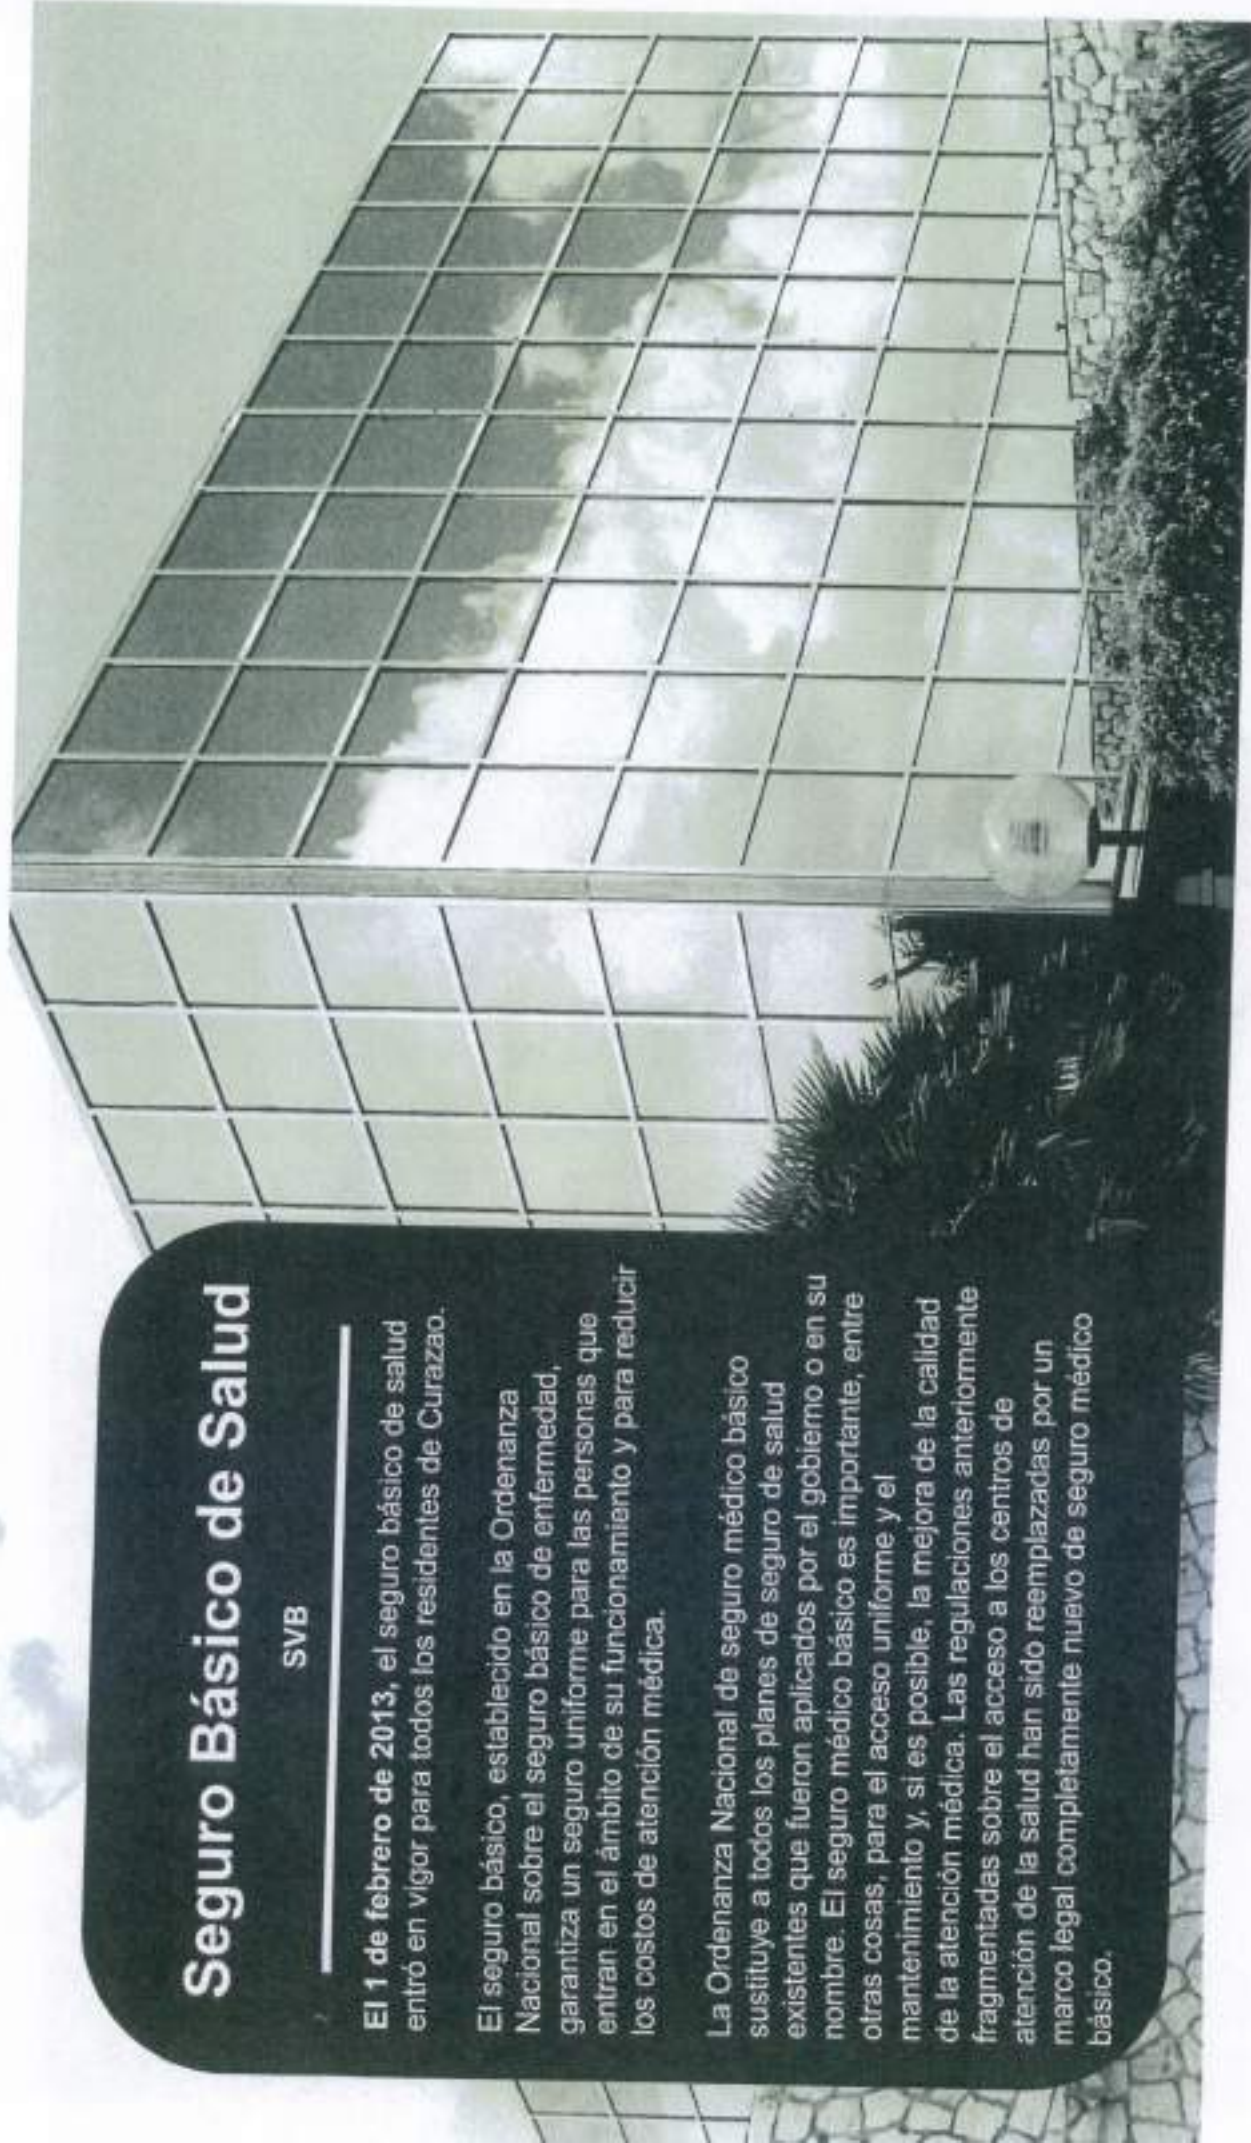 Seguro Básico de Salud
SVB
El 1 de febrero de 2013, el seguro básico de salud
entró en vigor para todos los residentes de Curazao.
El seguro básico, establecido en la Ordenanza
Nacional sobre el seguro básico de enfermedad,
garantiza un seguro uniforme para las personas que
entran en el ámbito de su funcionamiento y para reducir
los costos de atención médica.
La Ordenanza Nacional de seguro médico básico
sustituye a todos los planes de seguro de salud
existentes que fueron aplicados por el gobierno o en su
nombre. El seguro médico básico es importante, entre
otras cosas, para el acceso uniforme y el
mantenimiento y, si es posible, la mejora de la calidad
de la atención médica. Las regulaciones anteriormente
fragmentadas sobre el acceso a los centros de
atención de la salud han sido reemplazadas por un
marco legal completamente nuevo de seguro médico
básico.